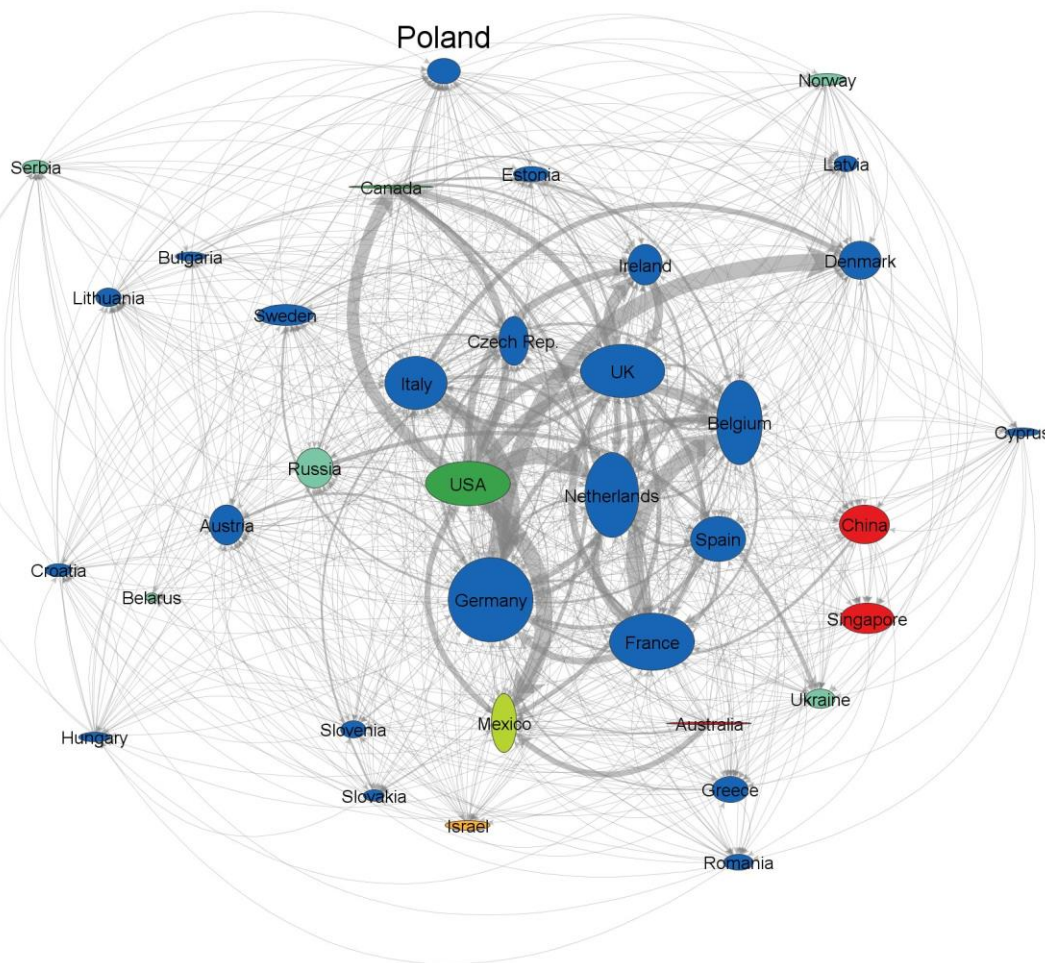 Poland
Norway
Serbia
Latvia
Estonia
Canada
Bulgaria
Ireland
Denmark
Lithuania
Sweden
Czech Rep.
Italy
UK
Belgium
Cyprus
Russia
USA
Netherlands
Austria
China
Spain
Croatia
Belarus
Germany
Singapore
France
Ukraine
Hungary
Slovenia
Mexico
Australia
Slovakia
Greece
Israel
Romania